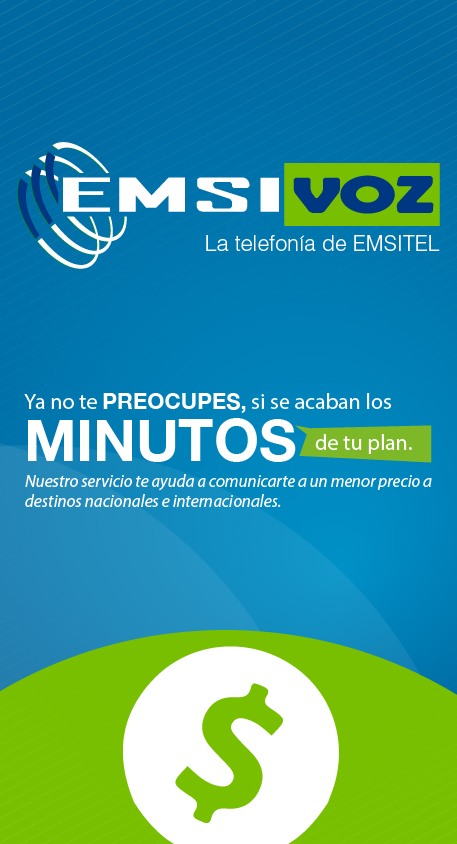 EMSIVOZ
La telefonía de EMSITEL
Ya no te PREOCUPES, si se acaban los
MINUTOS de tu plan.
Nuestro servicio te ayuda a comunicarte a un menor precio a
destinos nacionales e internacionales.
$